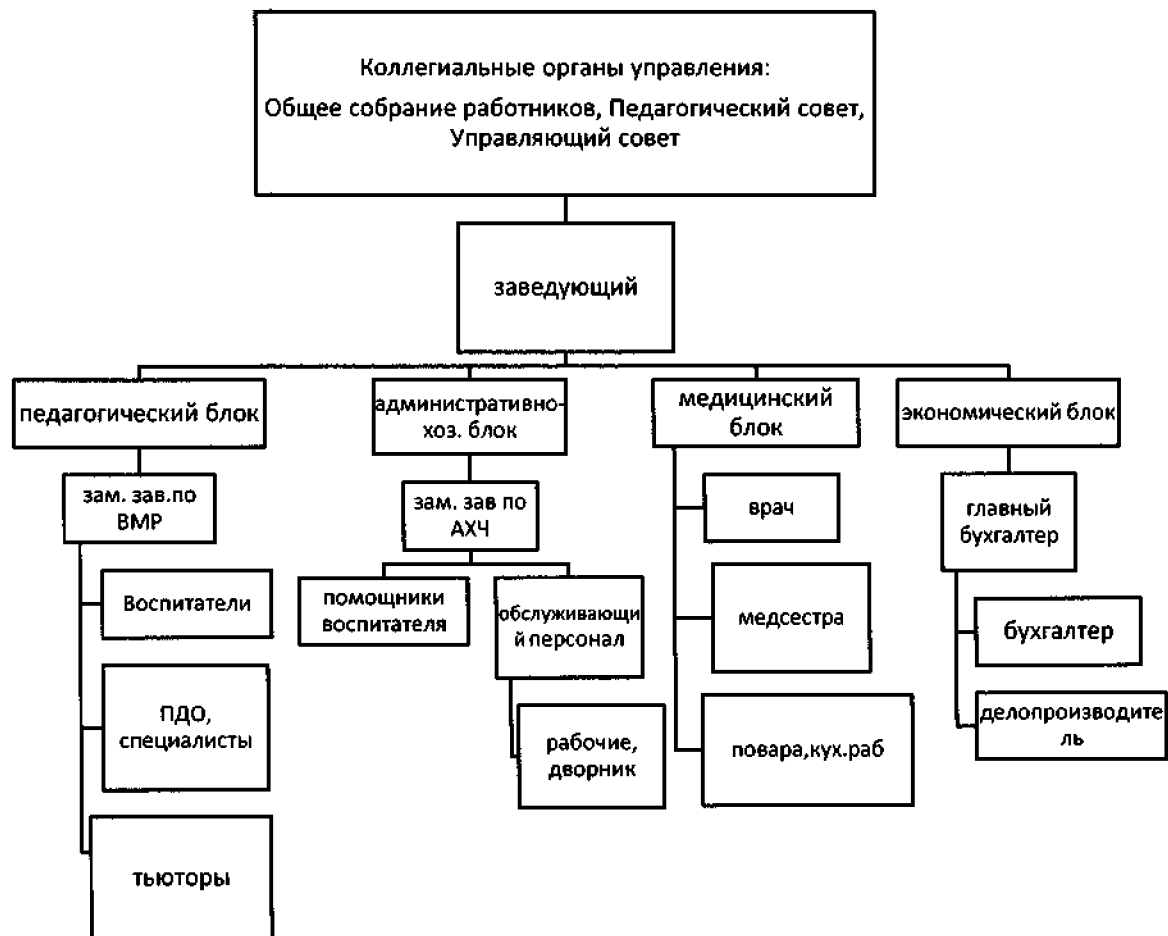 Коллегиальные органы управления:
Общее собрание работников, Педагогический совет,
Управляющий совет
заведующий
педагогический блок
административно-
хоз. блок
медицинский
блок
экономический блок
зам. зав.по
ВМР
зам. зав по
АХЧ
врач
главный
бухгалтер
Воспитатели
помощники
воспитателя
обслуживающи
й персонал
медсестра
бухгалтер
ПДО,
специалисты
рабочие,
дворник
повара,кух.раб
делопроизводите
ль
тьюторы